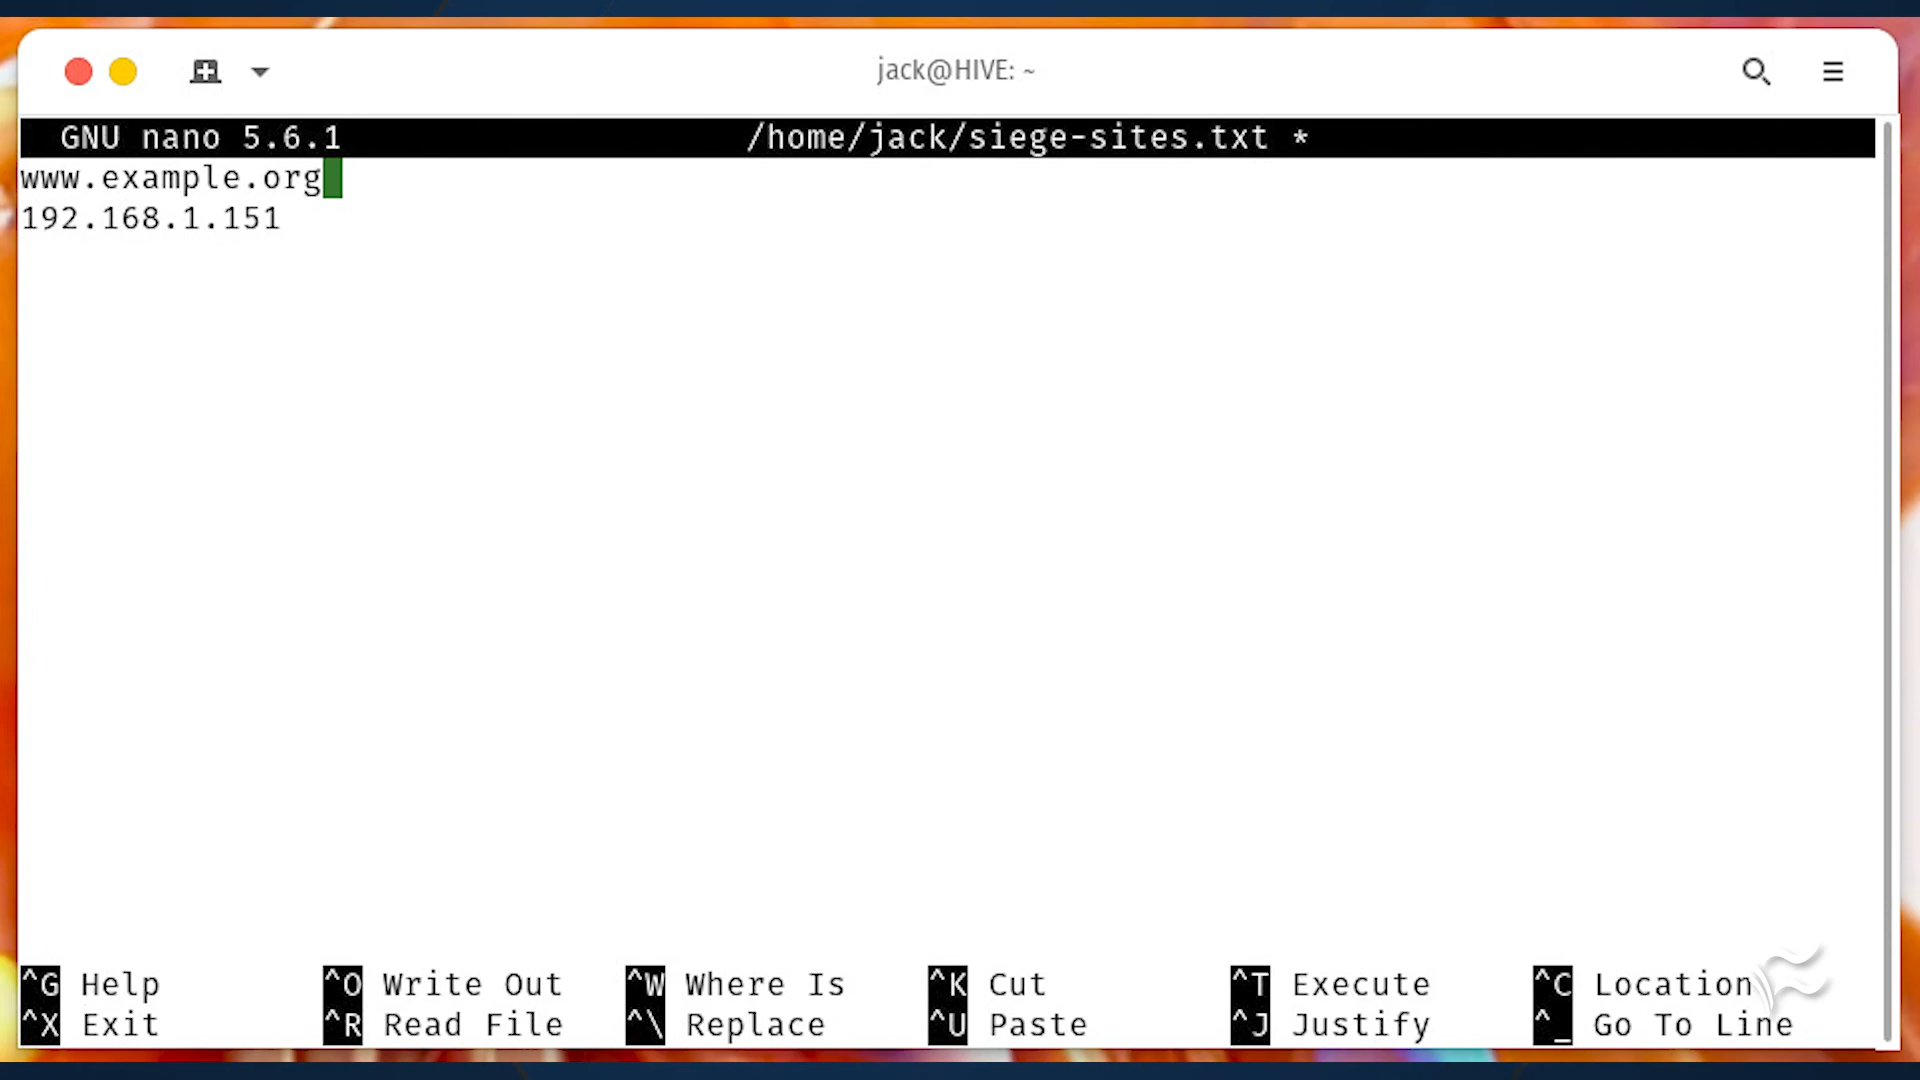 jack@HIVE: ~
GNU nano 5.6.1 /home/jack/siege-sites.txt *
www.example.org
192.168.1.151
^G Help ^O Write Out ^W Where Is ^K Cut ^T Execute ^C Location
^X Exit ^R Read File ^\ Replace ^U Paste ^J Justify ^_ Go To Line